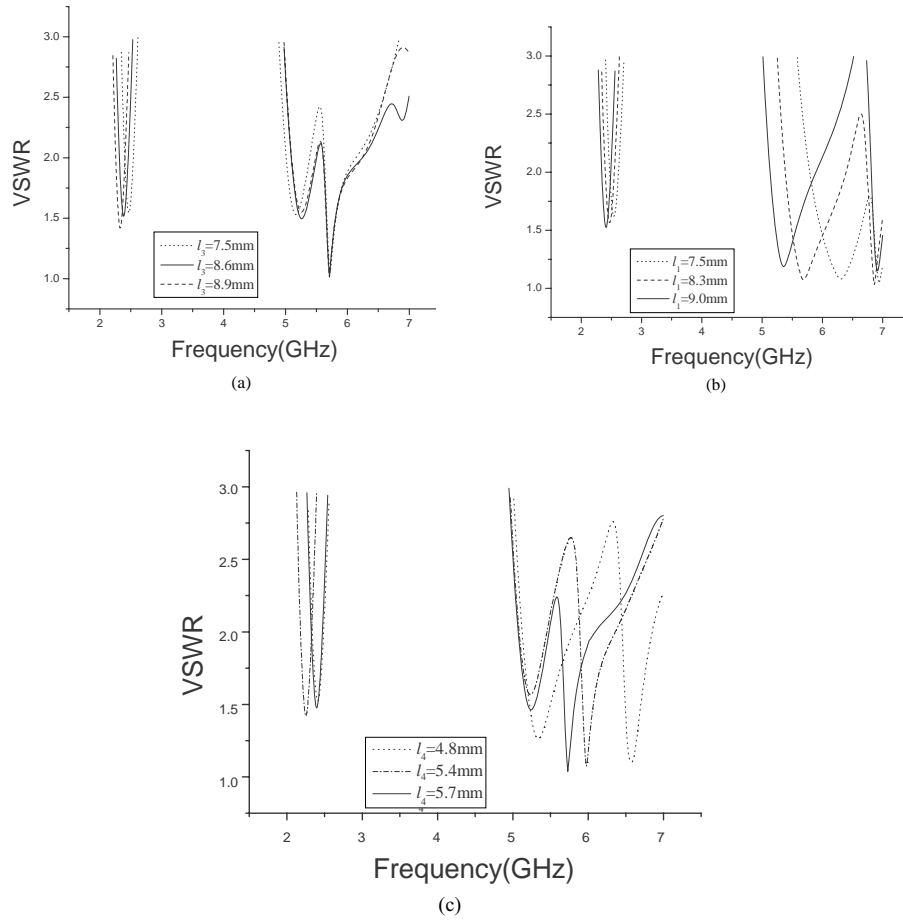 3.0
2.5
2.0
1.5
1.0
VSWR
l3=7.5mm
l3=8.6mm
l3=8.9mm
2 3 4 5 6 7
Frequency(GHz)
(a)
3.0
2.5
2.0
1.5
1.0
VSWR
l1=7.5mm
l1=8.3mm
l1=9.0mm
2 3 4 5 6 7
Frequency(GHz)
(b)
3.0
2.5
2.0
1.5
1.0
VSWR
l4=4.8mm
l4=5.4mm
l4=5.7mm
2 3 4 5 6 7
Frequency(GHz)
(c)